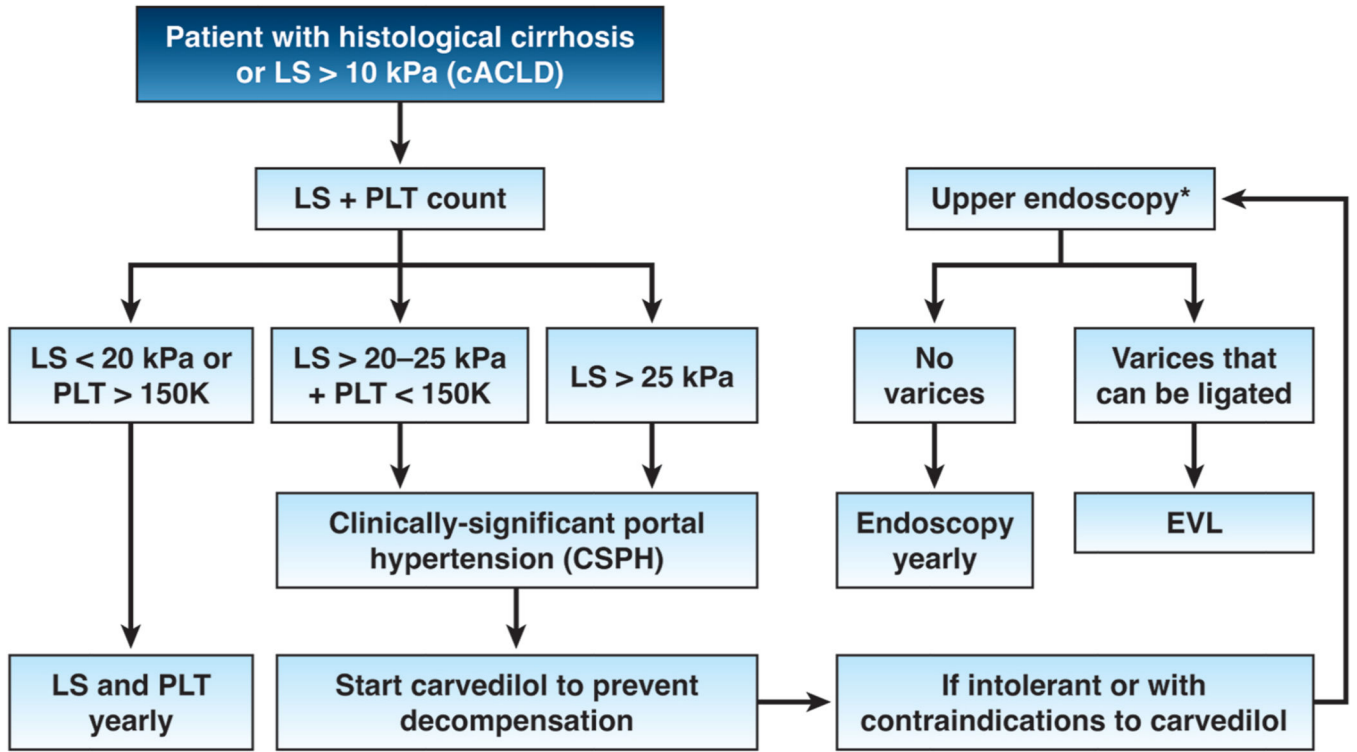 Patient with histological cirrhosis
or LS > 10 kPa (cACLD)
LS + PLT count
LS < 20 kPa or
PLT > 150K
LS > 20–25 kPa
+ PLT < 150K
LS > 25 kPa
Clinically-significant portal
hypertension (CSPH)
LS and PLT
yearly
Start carvedilol to prevent
decompensation
If intolerant or with
contraindications to carvedilol
Upper endoscopy*
No
varices
Varices that
can be ligated
Endoscopy
yearly
EVL